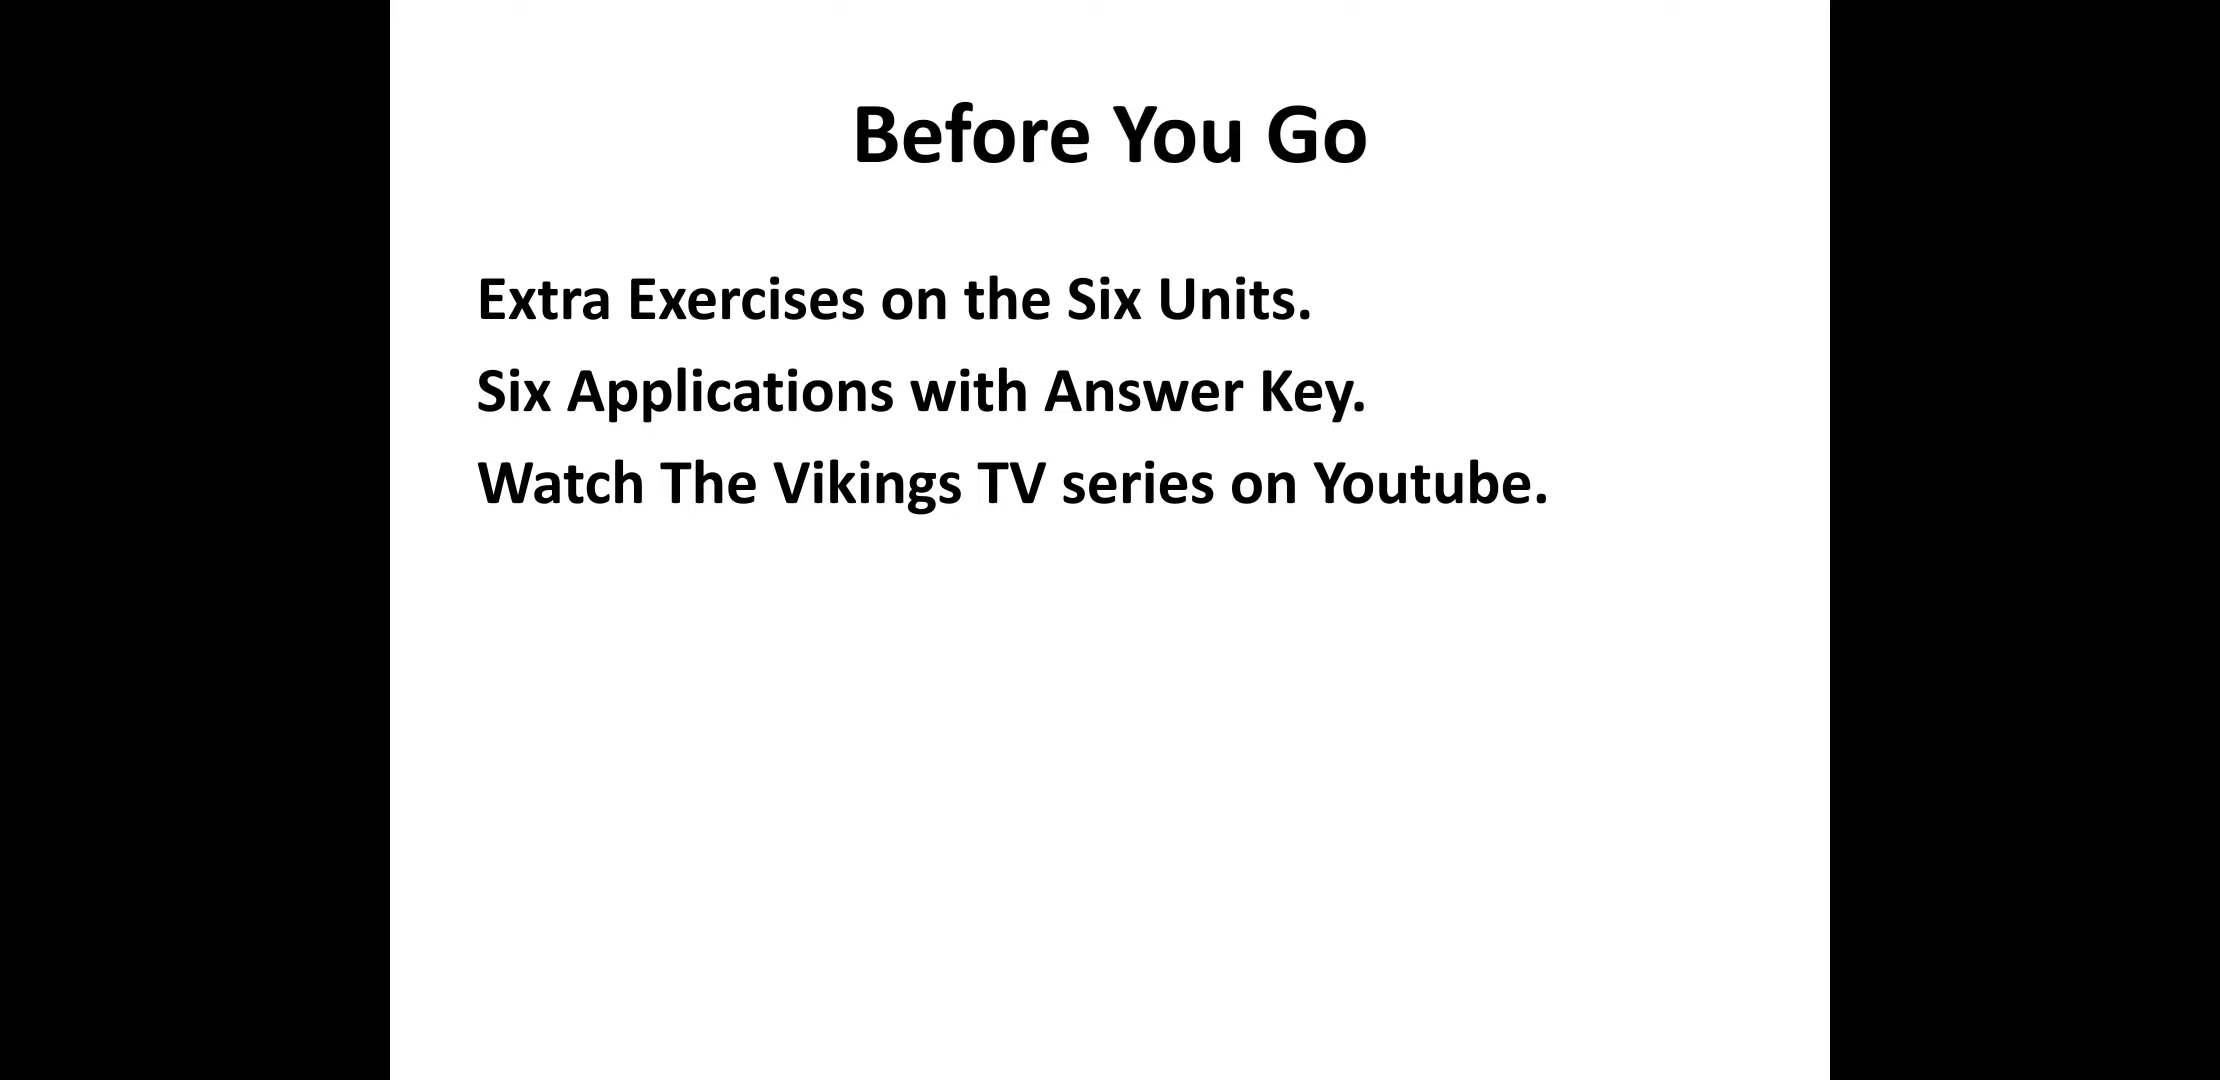 Before You Go
Extra Exercises on the Six Units.
Six Applications with Answer Key.
Watch The Vikings TV series on Youtube.